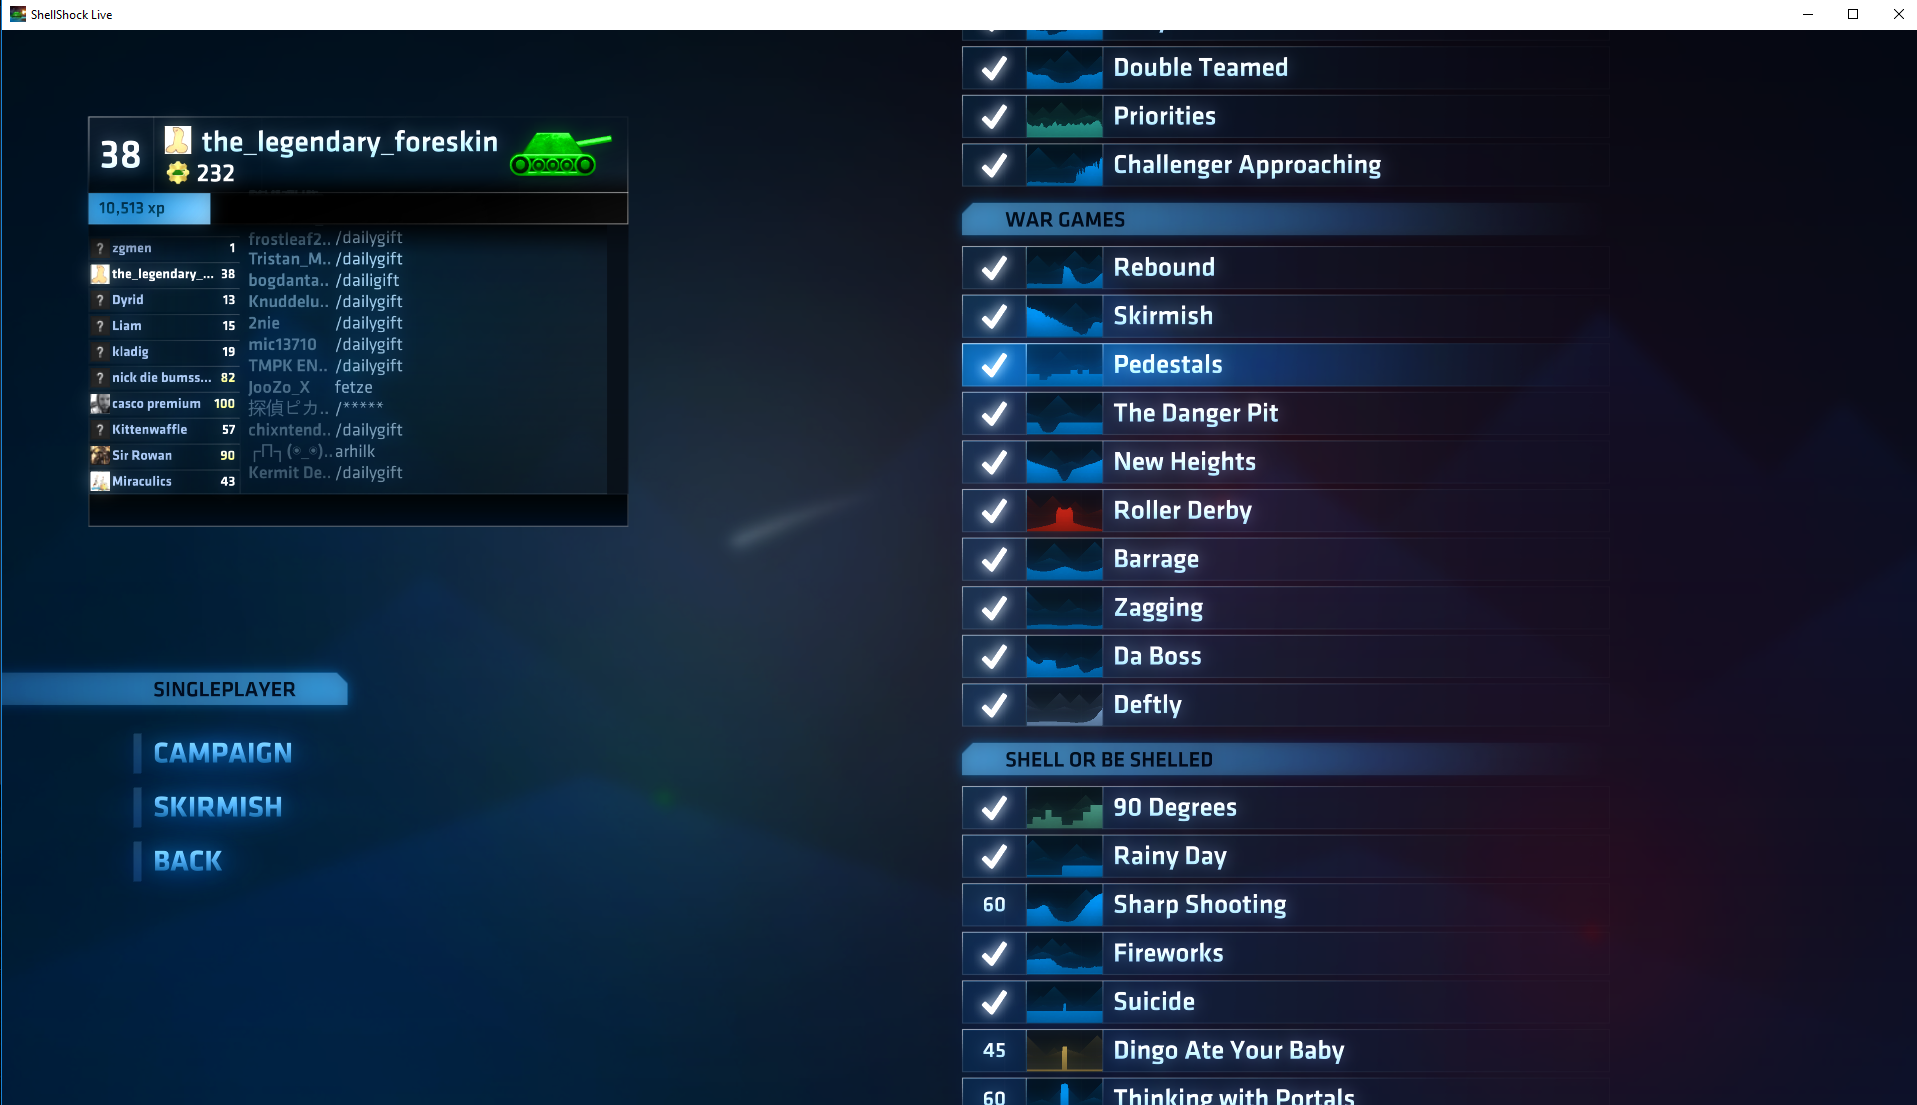 ShellShock Live
38
the_legendary_foreskin
232
10,513 xp
zgmen 1
the_legendary_... 38
Dyrid 13
Liam 15
kladig 19
nick die bumss... 82
casco premium 100
Kittenwaffle 57
Sir Rowan 90
Miraculics 43
frostleaf2.. /dailygift
Tristan_M.. /dailygift
bogdanta.. /dailigift
Knuddelu.. /dailygift
2nie /dailygift
mic13710 /dailygift
TMPK EN.. /dailygift
JooZo_X fetze
探偵ピカ.. /*****
chixntend.. /dailygift
┌∏┐(◉_◉).. arhilk
Kermit De.. /dailygift
SINGLEPLAYER
CAMPAIGN
SKIRMISH
BACK
Double Teamed
Priorities
Challenger Approaching
WAR GAMES
Rebound
Skirmish
Pedestals
The Danger Pit
New Heights
Roller Derby
Barrage
Zagging
Da Boss
Deftly
SHELL OR BE SHELLED
90 Degrees
Rainy Day
60 Sharp Shooting
Fireworks
Suicide
45 Dingo Ate Your Baby
60 Thinking with Portals